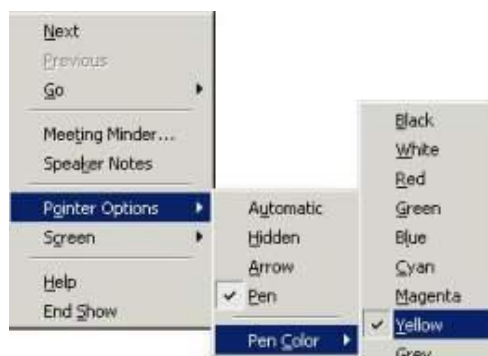 Next
Previous
Go
Meeting Minder...
Speaker Notes
Pointer Options
Screen
Help
End Show
Automatic
Hidden
Arrow
Pen
Pen Color
Black
White
Red
Green
Blue
Cyan
Magenta
Yellow
Grey